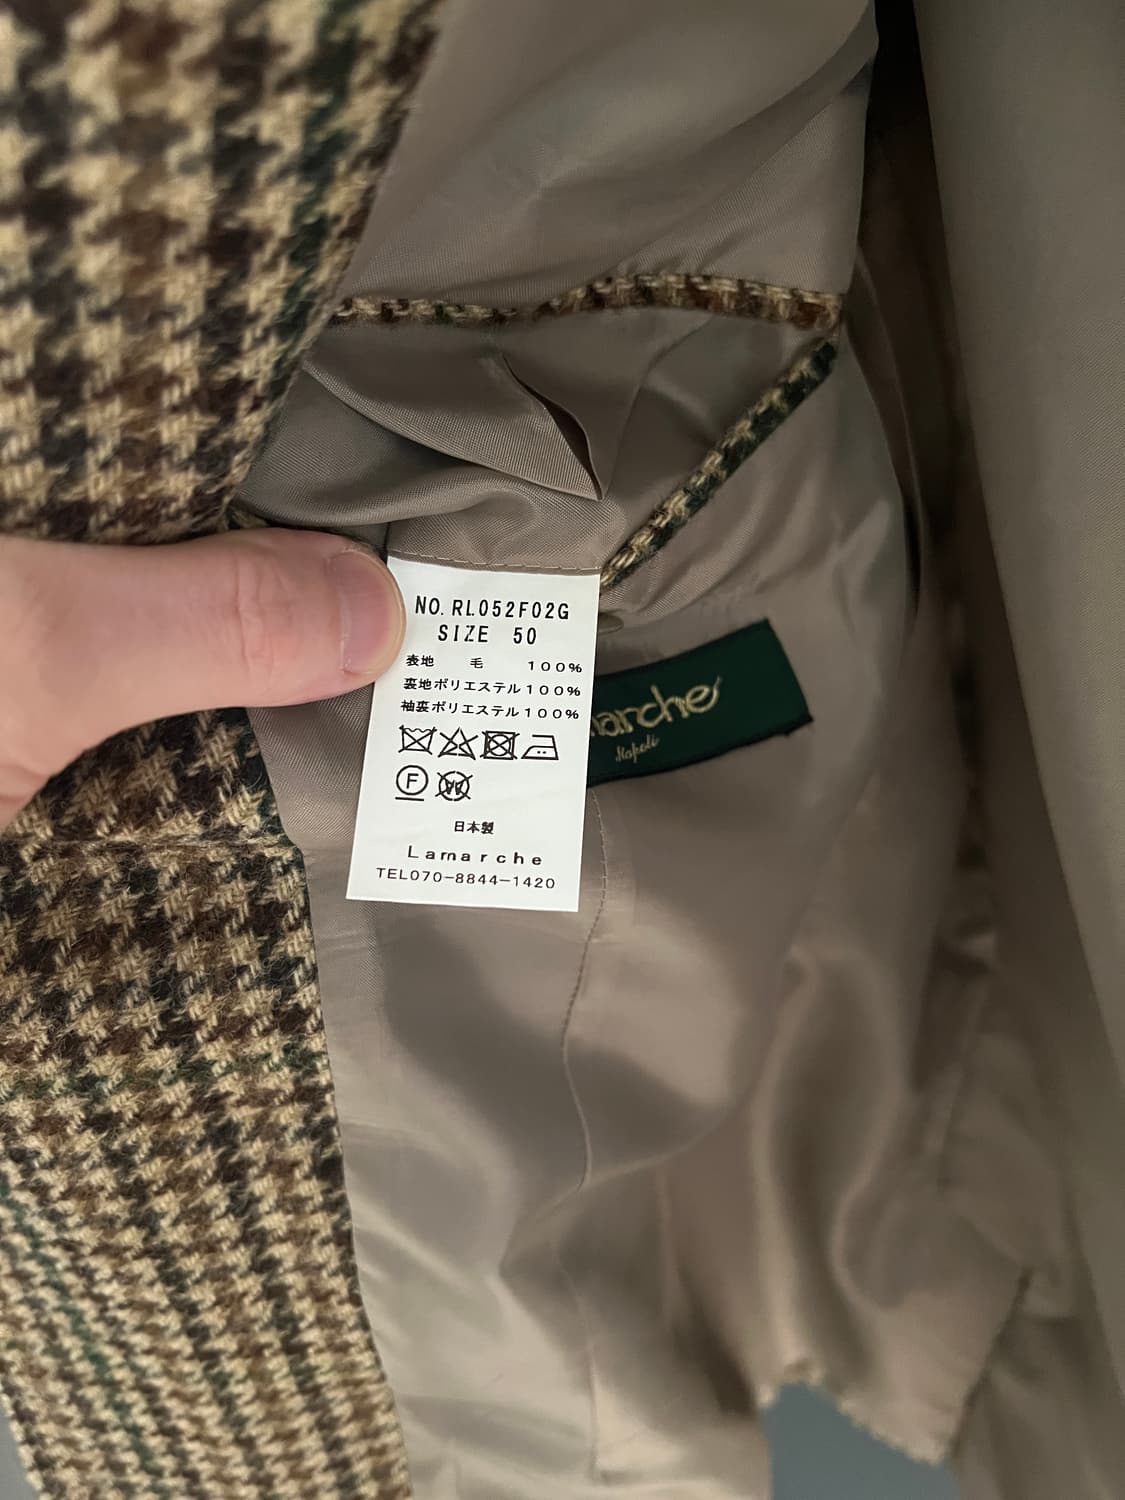 NO. RL052F02G
SIZE 50
表地 毛 100%
裏地ポリエステル100%
袖裏ポリエステル100%
F W
日本製
Lamarche
TEL070-8844-1420
Napoli